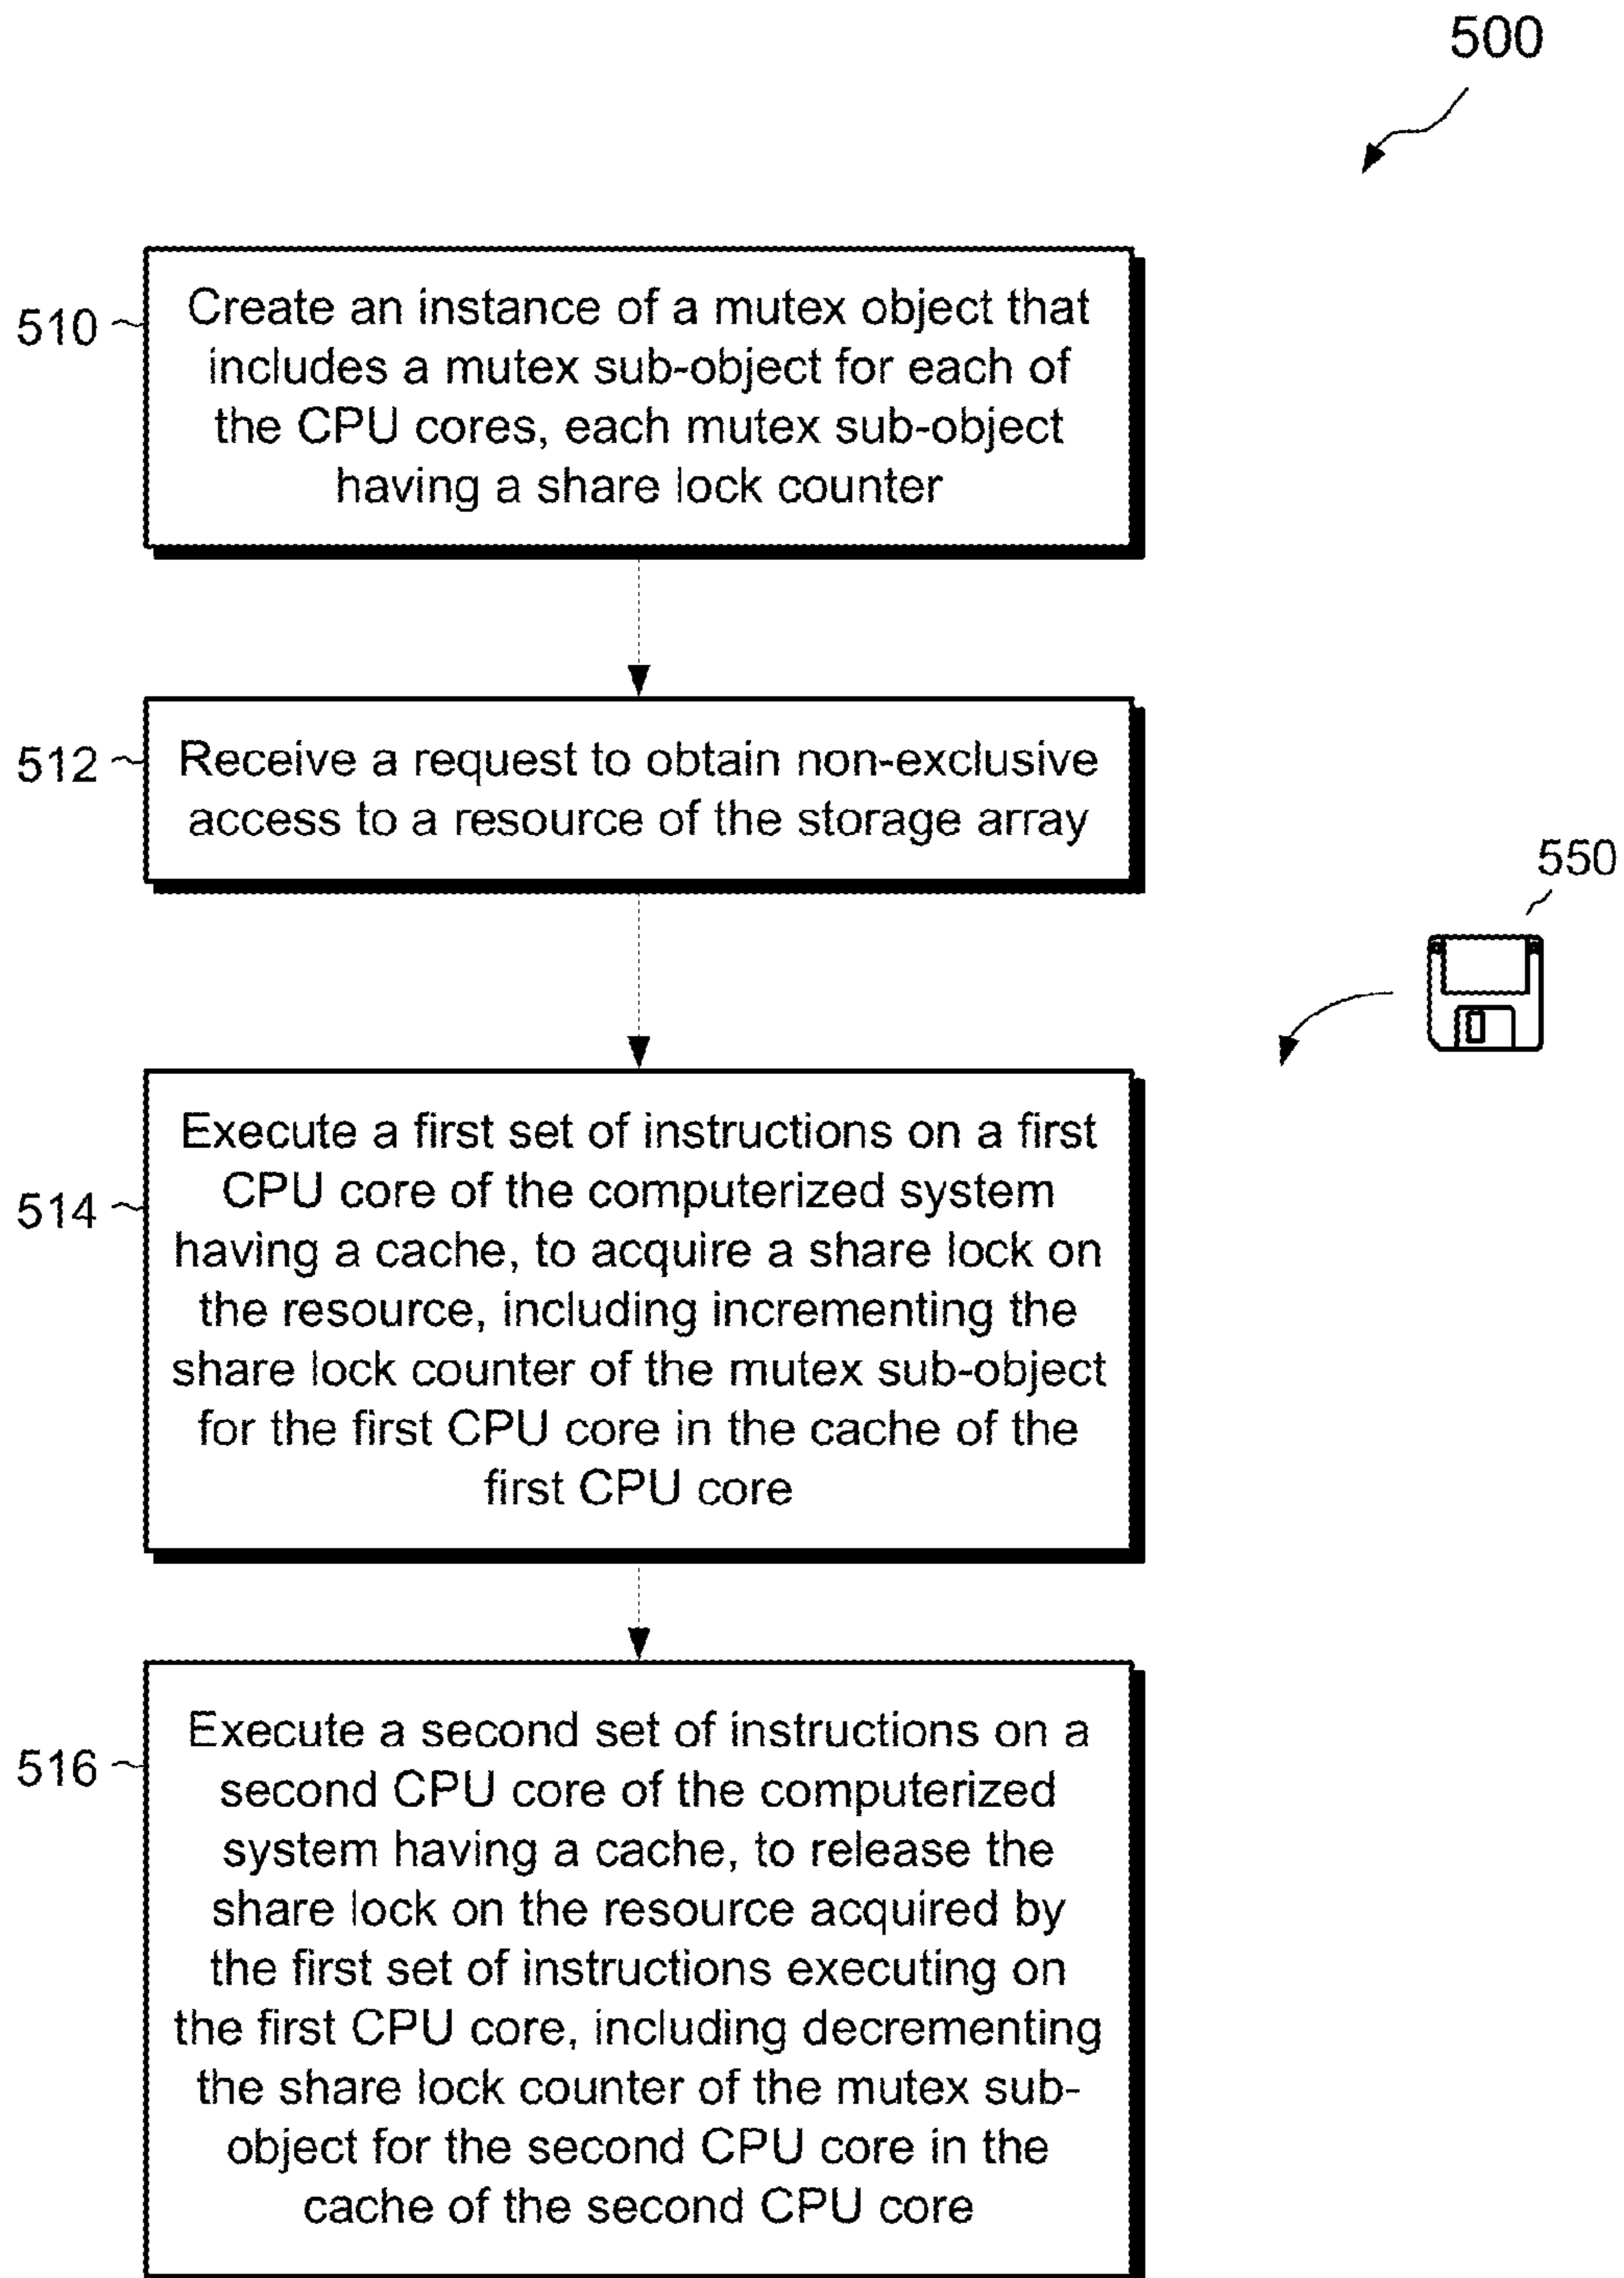 500
510
Create an instance of a mutex object that
includes a mutex sub-object for each of
the CPU cores, each mutex sub-object
having a share lock counter
512
Receive a request to obtain non-exclusive
access to a resource of the storage array
550
514
Execute a first set of instructions on a first
CPU core of the computerized system
having a cache, to acquire a share lock on
the resource, including incrementing the
share lock counter of the mutex sub-object
for the first CPU core in the cache of the
first CPU core
516
Execute a second set of instructions on a
second CPU core of the computerized
system having a cache, to release the
share lock on the resource acquired by
the first set of instructions executing on
the first CPU core, including decrementing
the share lock counter of the mutex sub-
object for the second CPU core in the
cache of the second CPU core